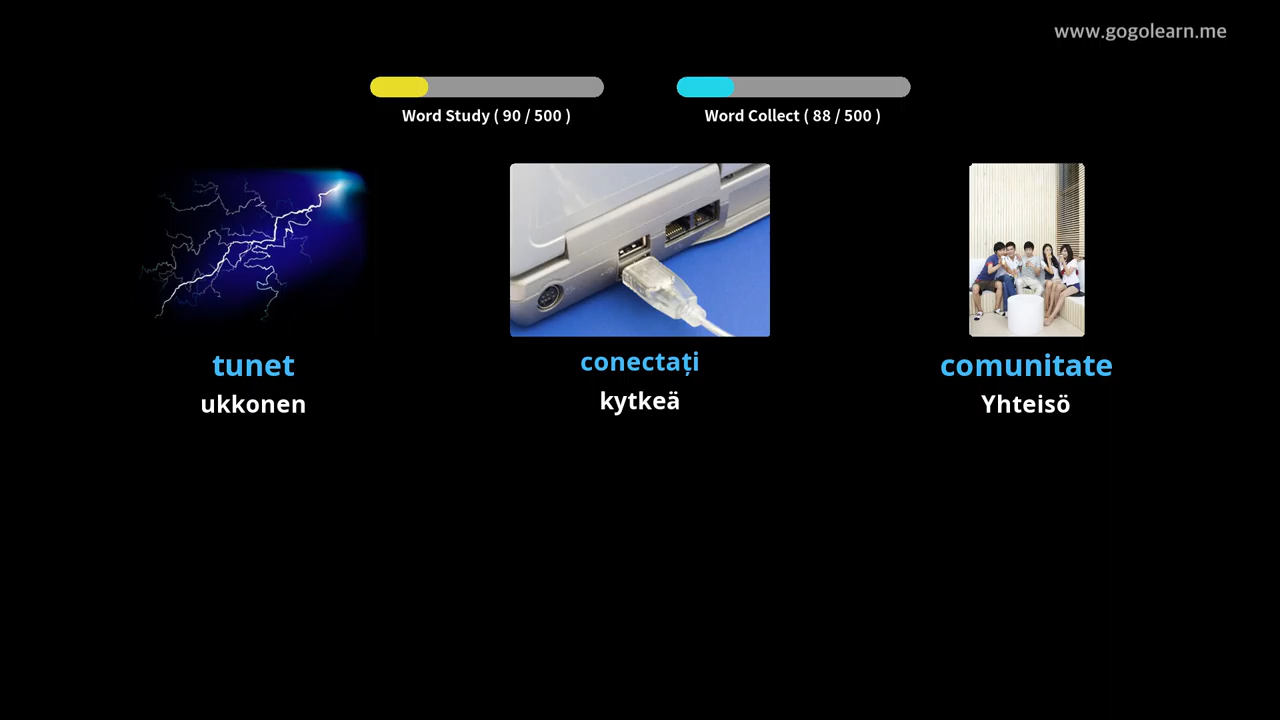 www.gogolearn.me
Word Study ( 90 / 500 )
Word Collect ( 88 / 500 )
tunet
ukkonen
conectați
kytkeä
comunitate
Yhteisö